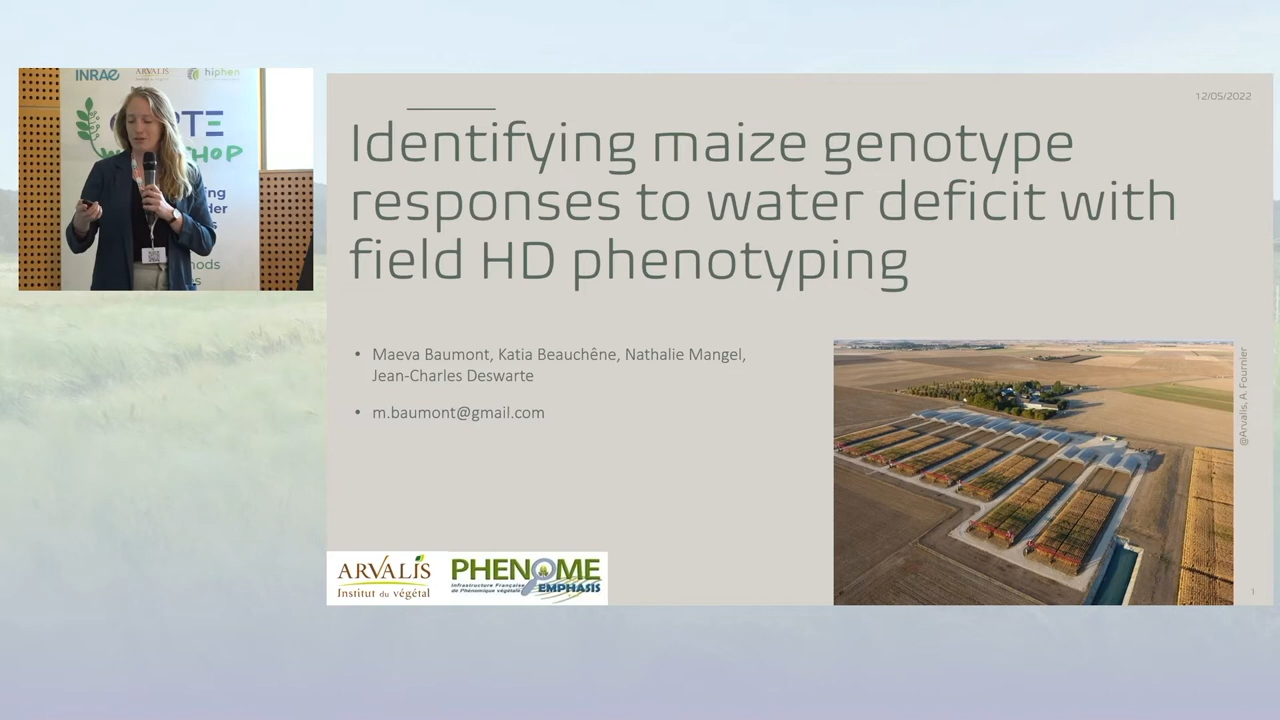 INRAE
ARVALIS
hiphen
12/05/2022
Identifying maize genotype
responses to water deficit with
field HD phenotyping
• Maeva Baumont, Katia Beauchêne, Nathalie Mangel,
Jean-Charles Deswarte
• m.baumont@gmail.com
@Arvalis, A. Fournier
ARVALIS
Institut du végétal
PHENOME
Infrastructure Française
de Phénomique végétale
EMPHASIS
1